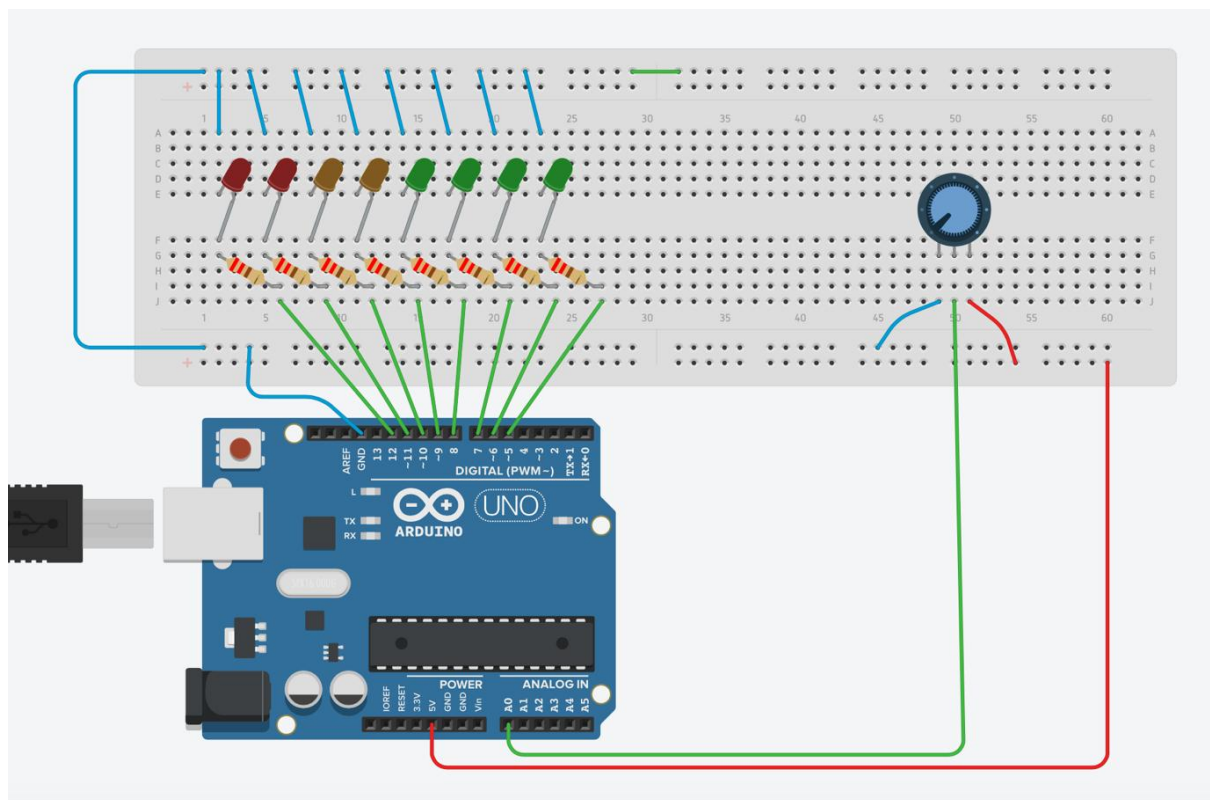 +
1 5 10 15 20 25 30 35 40 45 50 55 60
A A
B B
C C
D D
E E
F F
G G
H H
I I
J J
1 5 10 15 20 25 30 35 40 45 50 55 60
+
AREF
GND
13
12
~11
~10
~9
8
7
~6
~5
4
~3
2
TX→1
RX←0
DIGITAL (PWM~)
L
TX
RX
ARDUINO
UNO
ON
POWER
ANALOG IN
IOREF
RESET
3.3V
5V
GND
GND
Vin
A0
A1
A2
A3
A4
A5